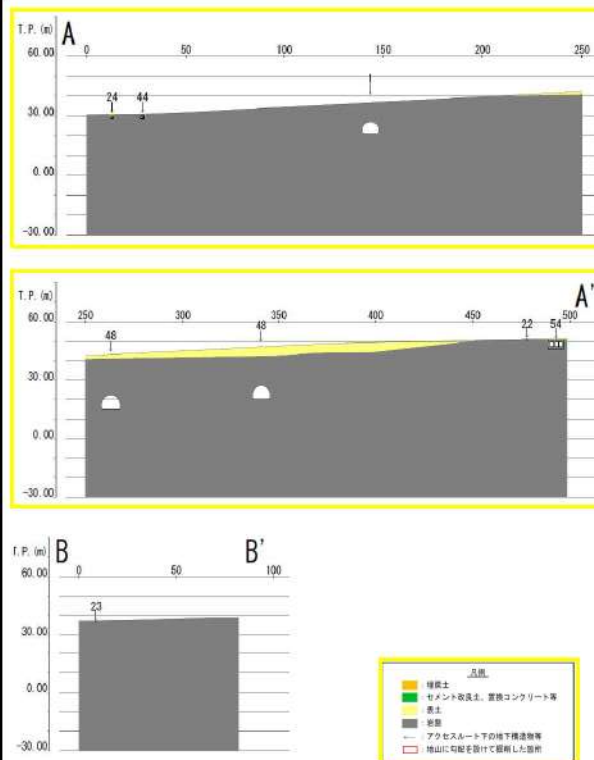 T.P. (m) A
0 50 100 150 200 250
60.00
24 44 1
30.00
0.00
-30.00
T.P. (m) A'
250 300 350 400 450 500
60.00
48 48 22 54
30.00
0.00
-30.00
T.P. (m) B B'
0 50 100
60.00
23
30.00
0.00
-30.00
凡例
:埋戻土
:セメント改良土、置換コンクリート等
:表土
:岩盤
:アクセスルート下の地下構造物等
:地山に勾配を設けて掘削した箇所